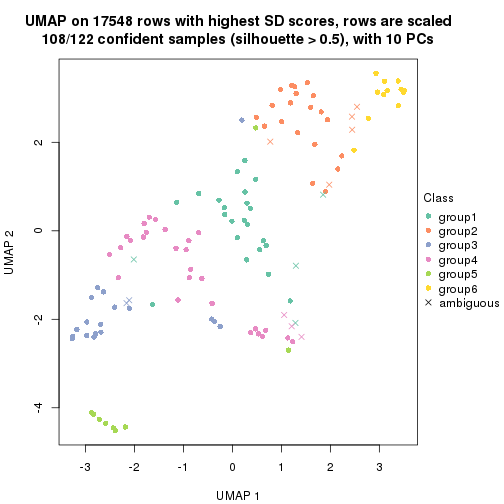 UMAP on 17548 rows with highest SD scores, rows are scaled
108/122 confident samples (silhouette > 0.5), with 10 PCs
UMAP 2
2
0
-2
-4
-3
-2
-1
0
1
2
3
UMAP 1
Class
group1
group2
group3
group4
group5
group6
ambiguous